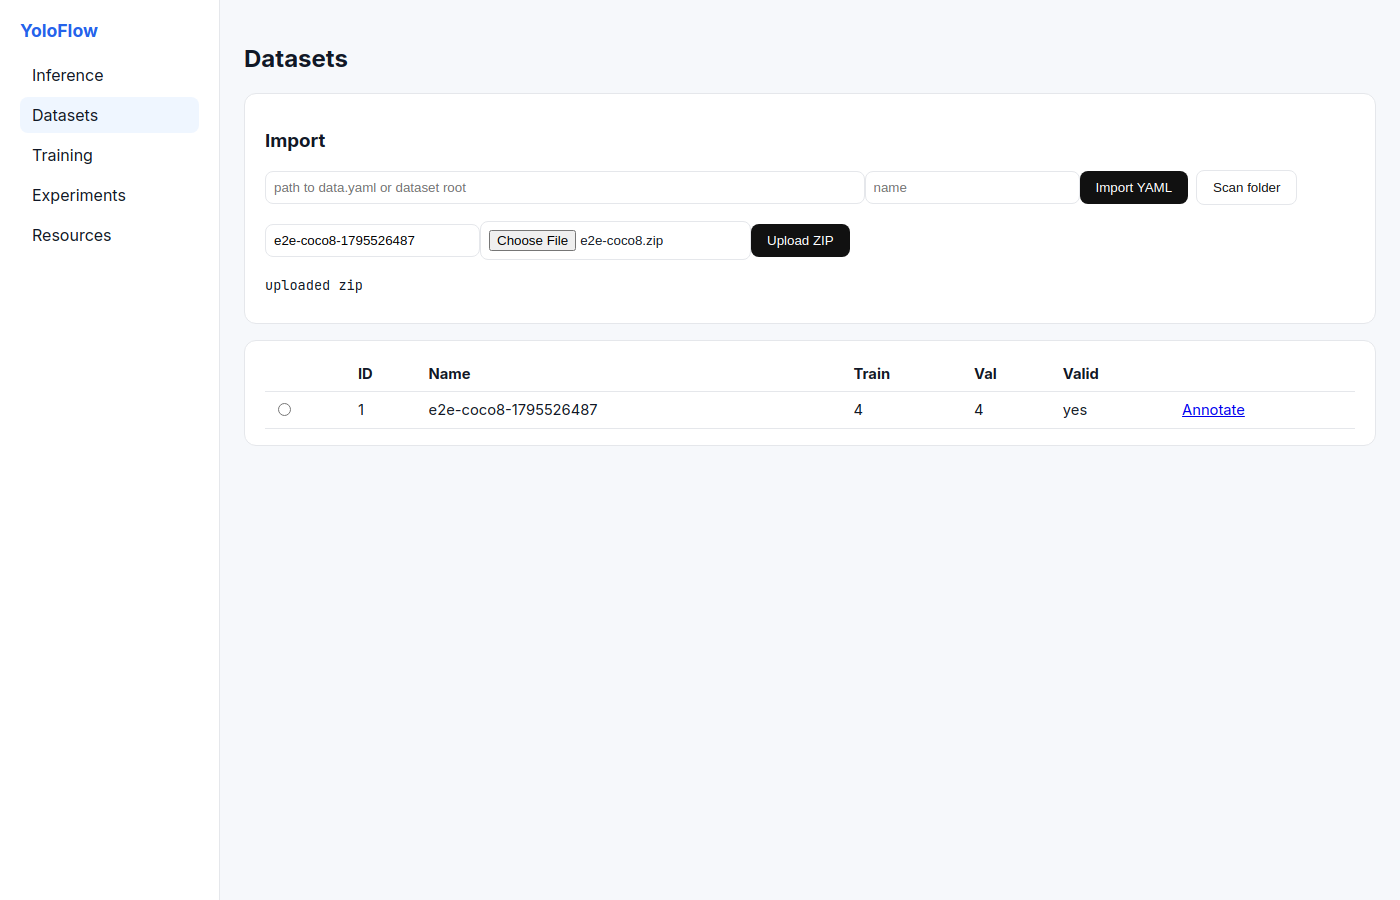 YoloFlow
Inference
Datasets
Training
Experiments
Resources
Datasets
Import
path to data.yaml or dataset root name Import YAML Scan folder
e2e-coco8-1795526487 Choose File e2e-coco8.zip Upload ZIP
uploaded zip
ID Name Train Val Valid
1 e2e-coco8-1795526487 4 4 yes Annotate